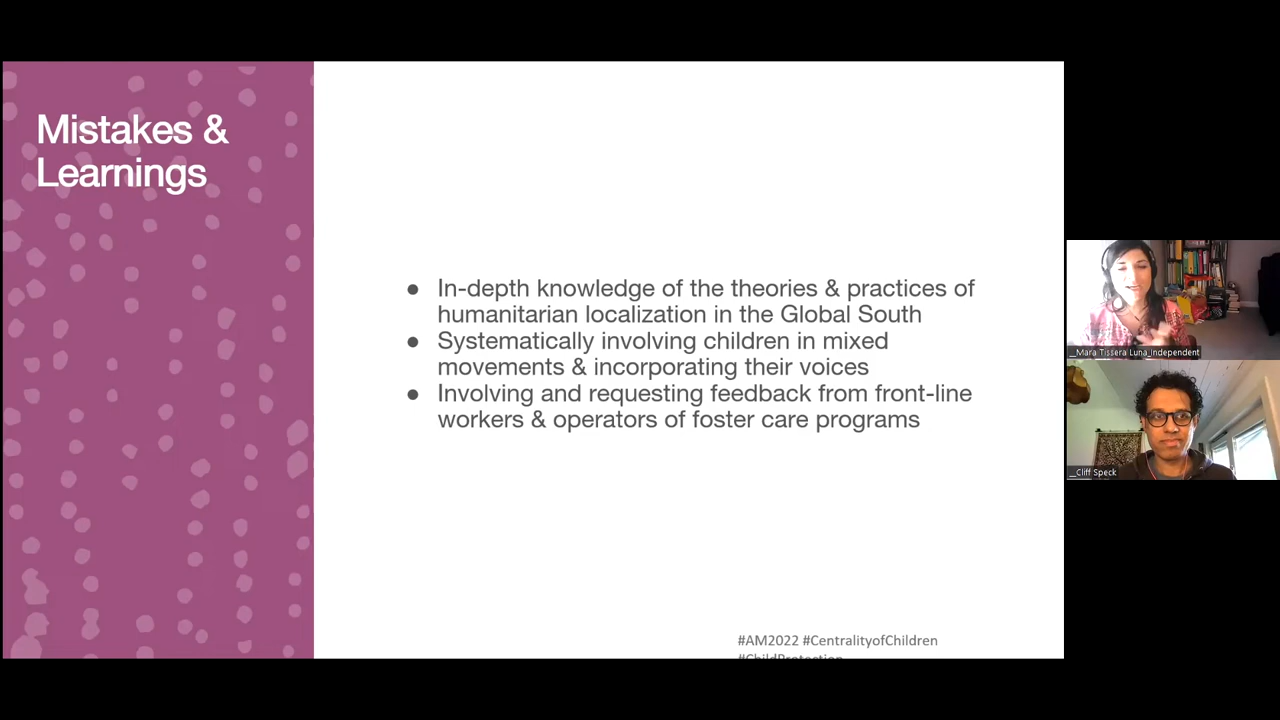 Mistakes &
Learnings
● In-depth knowledge of the theories & practices of
humanitarian localization in the Global South
● Systematically involving children in mixed
movements & incorporating their voices
● Involving and requesting feedback from front-line
workers & operators of foster care programs
#AM2022 #CentralityofChildren
#ChildProtection
__Mara Tissera Luna_Independent
__Cliff Speck